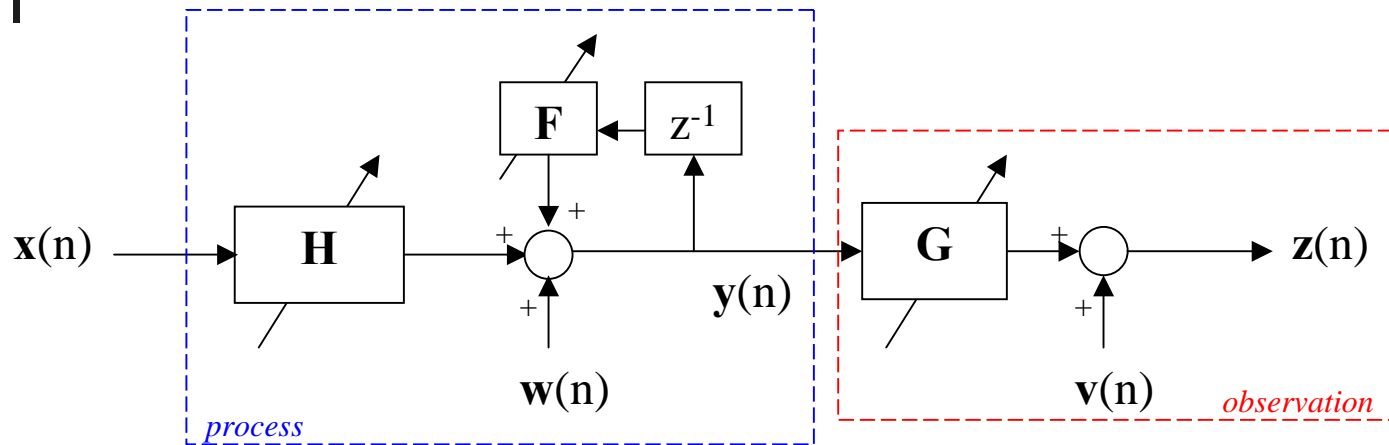 F
z⁻¹
+
x(n)
H
+
+
y(n)
w(n)
process
G
+
z(n)
+
v(n)
observation